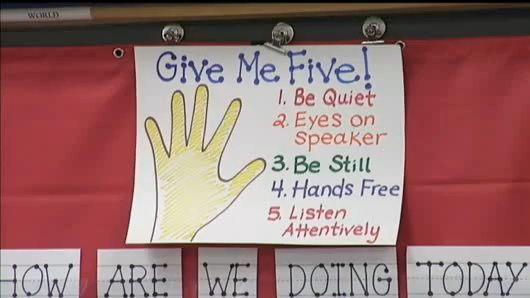 WORLD
Give Me Five!
1. Be Quiet
2. Eyes on
Speaker
3. Be Still
4. Hands Free
5. Listen
Attentively
HOW ARE WE DOING TODAY